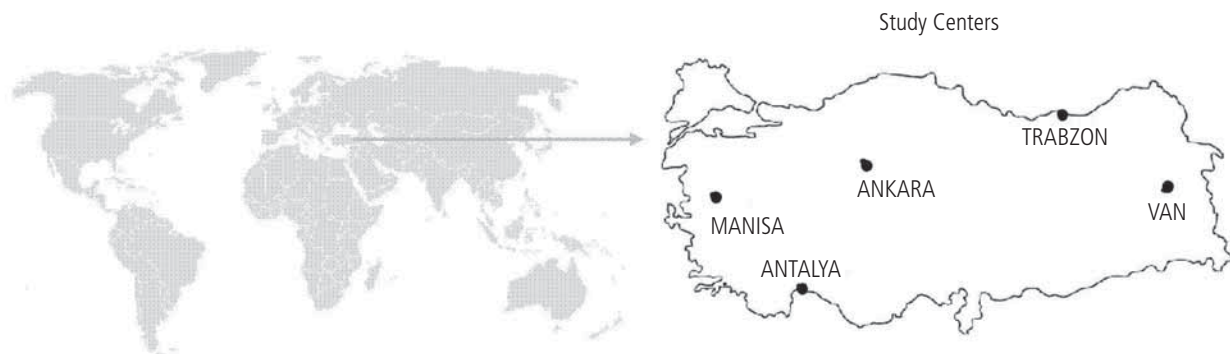 Study Centers
TRABZON
ANKARA
VAN
MANISA
ANTALYA